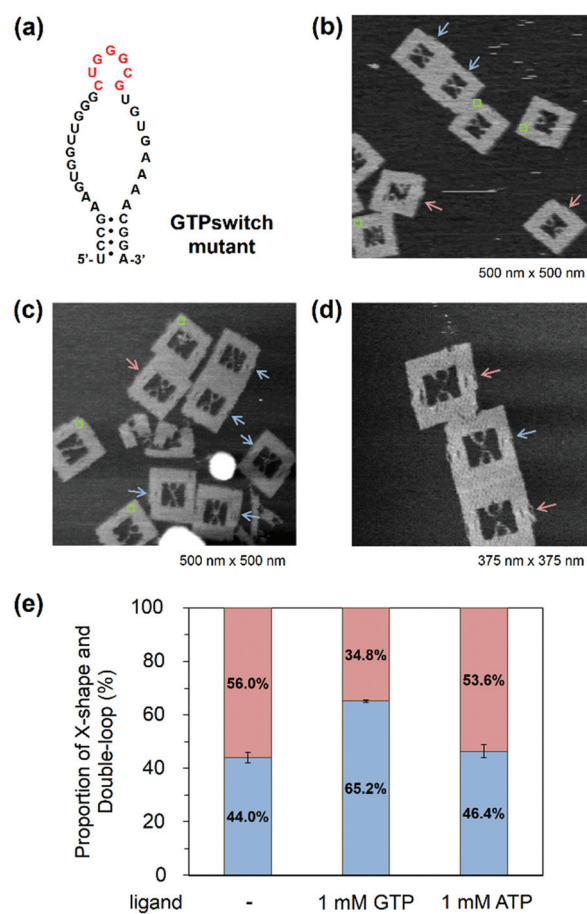 (a)
5'-UCCGAAGUGGUUGGGCUGGGCGUGUGAAAACGGA-3'
GTPswitch
mutant
(b)
500 nm x 500 nm
(c)
500 nm x 500 nm
(d)
375 nm x 375 nm
(e)
Proportion of X-shape and
Double-loop (%)
100
80
60
40
20
0
56.0% 34.8% 53.6%
44.0% 65.2% 46.4%
ligand - 1 mM GTP 1 mM ATP